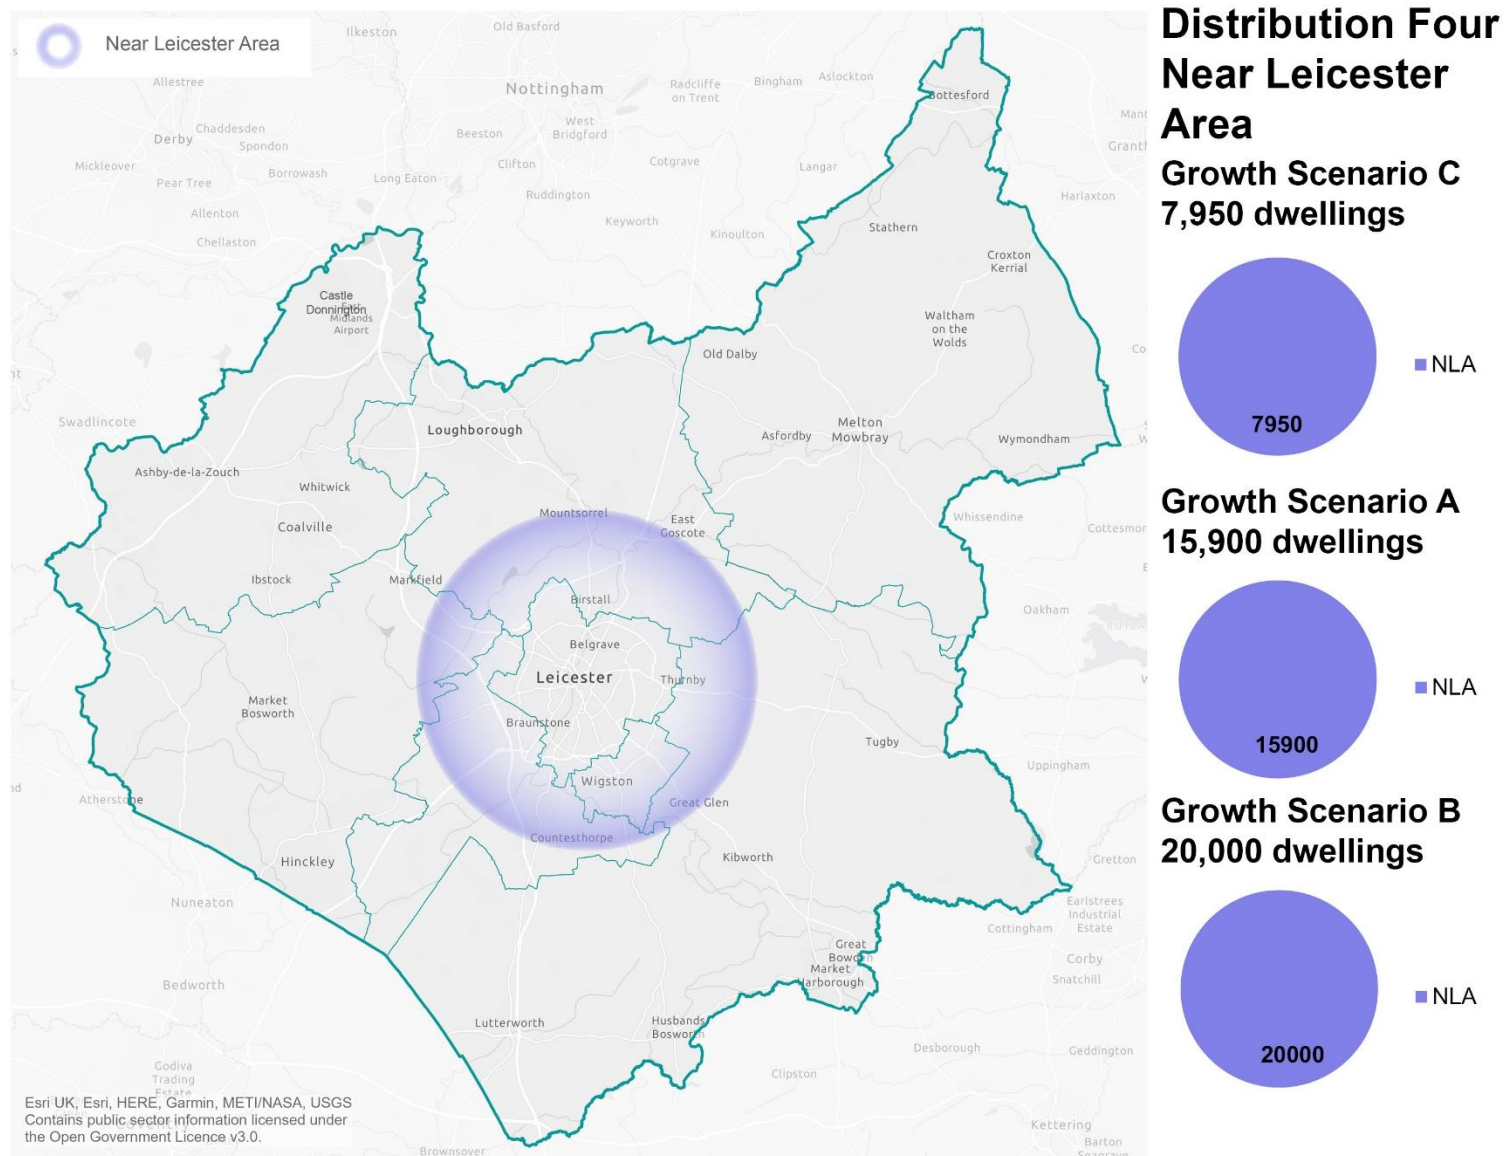 Near Leicester Area
Distribution Four
Near Leicester
Area
Growth Scenario C
7,950 dwellings
7950
NLA
Growth Scenario A
15,900 dwellings
15900
NLA
Growth Scenario B
20,000 dwellings
20000
NLA
Ilkeston
Old Basford
Allestree
Nottingham
Radcliffe
on Trent
Bingham
Aslockton
Bottesford
Derby
Chaddesden
Spondon
Beeston
West
Bridgford
Mickleover
Borrowash
Pear Tree
Long Eaton
Clifton
Cotgrave
Langar
Ruddington
Harlaxton
Allenton
Keyworth
Kinoulton
Stathern
Chellaston
Croxton
Kerrial
Castle
Donnington
East
Midlands
Airport
Waltham
on the
Wolds
Old Dalby
Swadlincote
Loughborough
Asfordby
Melton
Mowbray
Wymondham
Ashby-de-la-Zouch
Whitwick
Coalville
Mountsorrel
East
Goscote
Whissendine
Ibstock
Markfield
Birstall
Oakham
Belgrave
Leicester
Thurnby
Market
Bosworth
Braunstone
Tugby
Uppingham
Atherstone
Wigston
Great Glen
Countesthorpe
Hinckley
Kibworth
Gretton
Nuneaton
Earlstrees
Industrial
Estate
Cottingham
Great
Bowden
Corby
Market
Harborough
Snatchill
Bedworth
Lutterworth
Husbands
Bosworth
Desborough
Geddington
Godiva
Trading
Estate
Clipston
Kettering
Barton
Seagrave
Brownsover
Esri UK, Esri, HERE, Garmin, METI/NASA, USGS
Contains public sector information licensed under
the Open Government Licence v3.0.